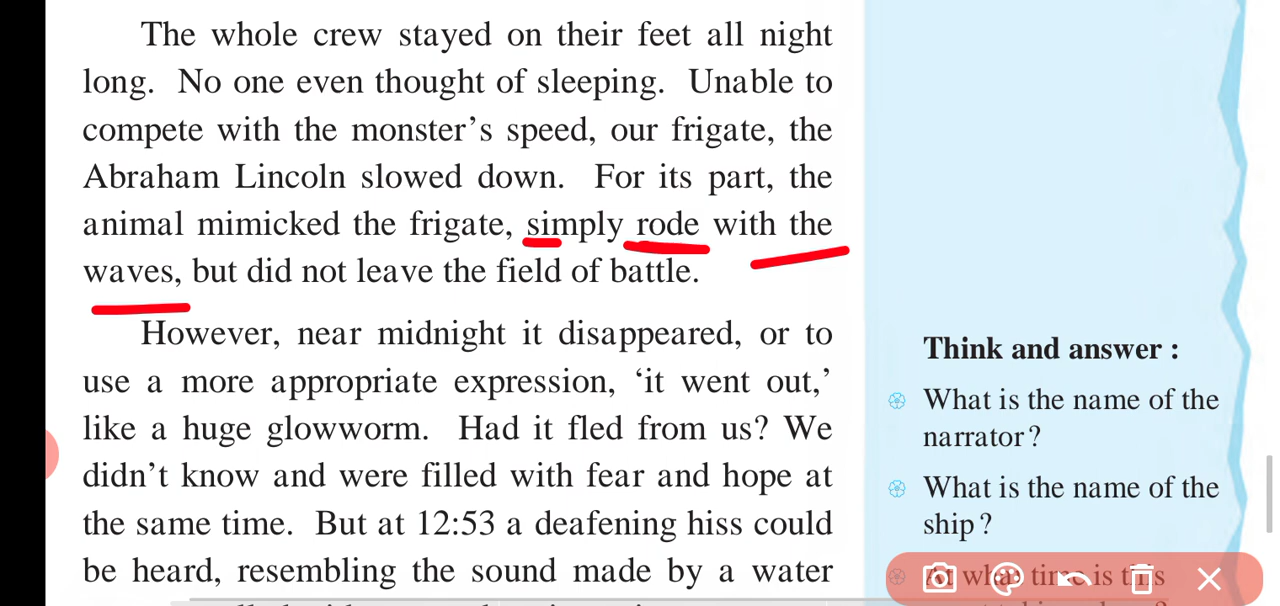 The whole crew stayed on their feet all night
long. No one even thought of sleeping. Unable to
compete with the monster's speed, our frigate, the
Abraham Lincoln slowed down. For its part, the
animal mimicked the frigate, simply rode with the
waves, but did not leave the field of battle.
However, near midnight it disappeared, or to
use a more appropriate expression, 'it went out,'
like a huge glowworm. Had it fled from us? We
didn't know and were filled with fear and hope at
the same time. But at 12:53 a deafening hiss could
be heard, resembling the sound made by a water
Think and answer :
What is the name of the
narrator?
What is the name of the
ship?
At what time is this